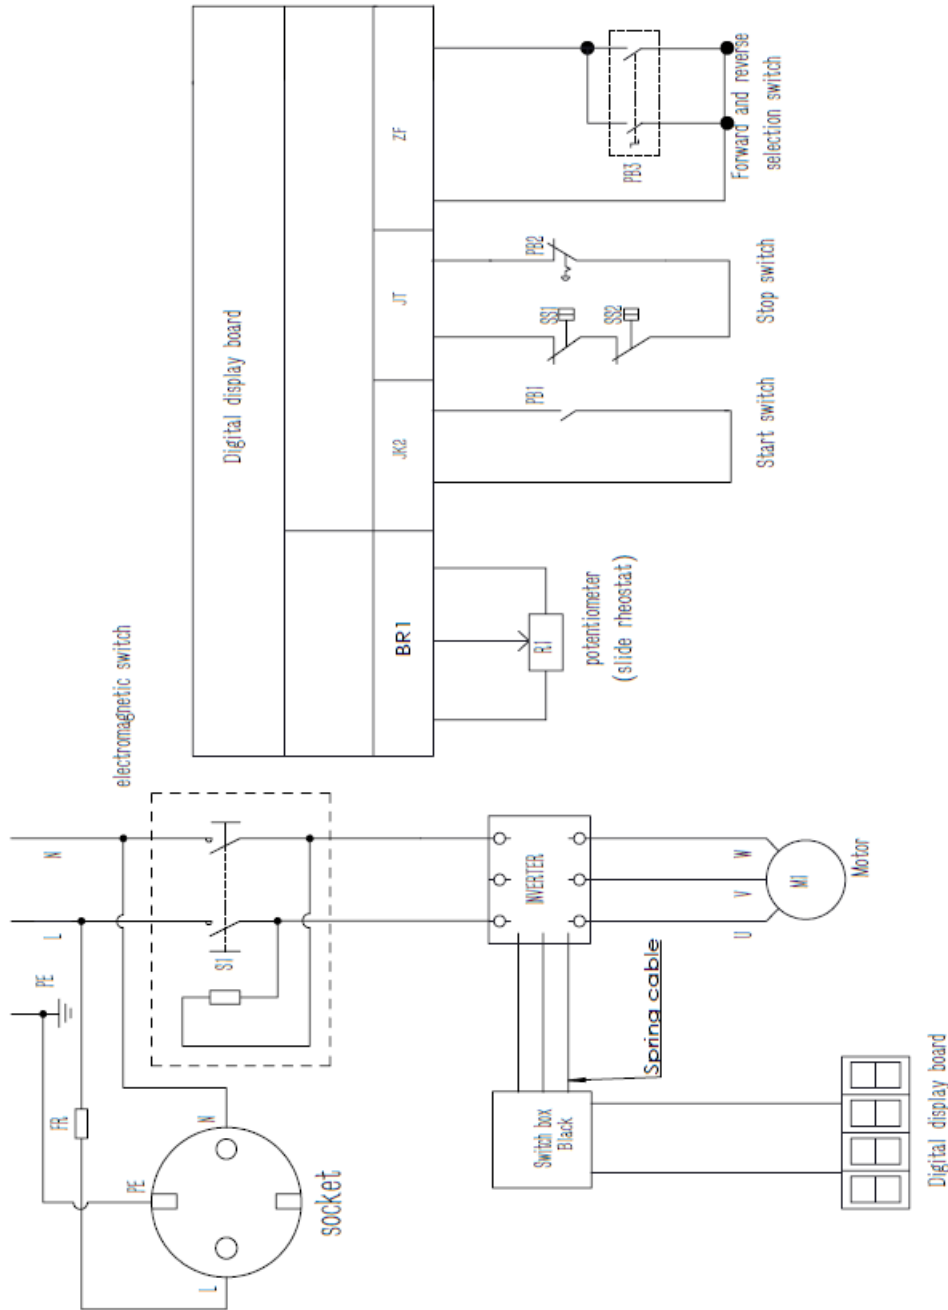 electromagnetic switch
N
L
PE
S1
FR
N
PE
L
socket
INVERTER
W
V
U
M1
Motor
Spring cable
Switch box
Black
Digital display board
Digital display board
BR1
JK2
JT
ZF
R1
potentiometer
(slide rheostat)
PB1
Start switch
SS1
SS2
PB2
Stop switch
PB3
Forward and reverse
selection switch